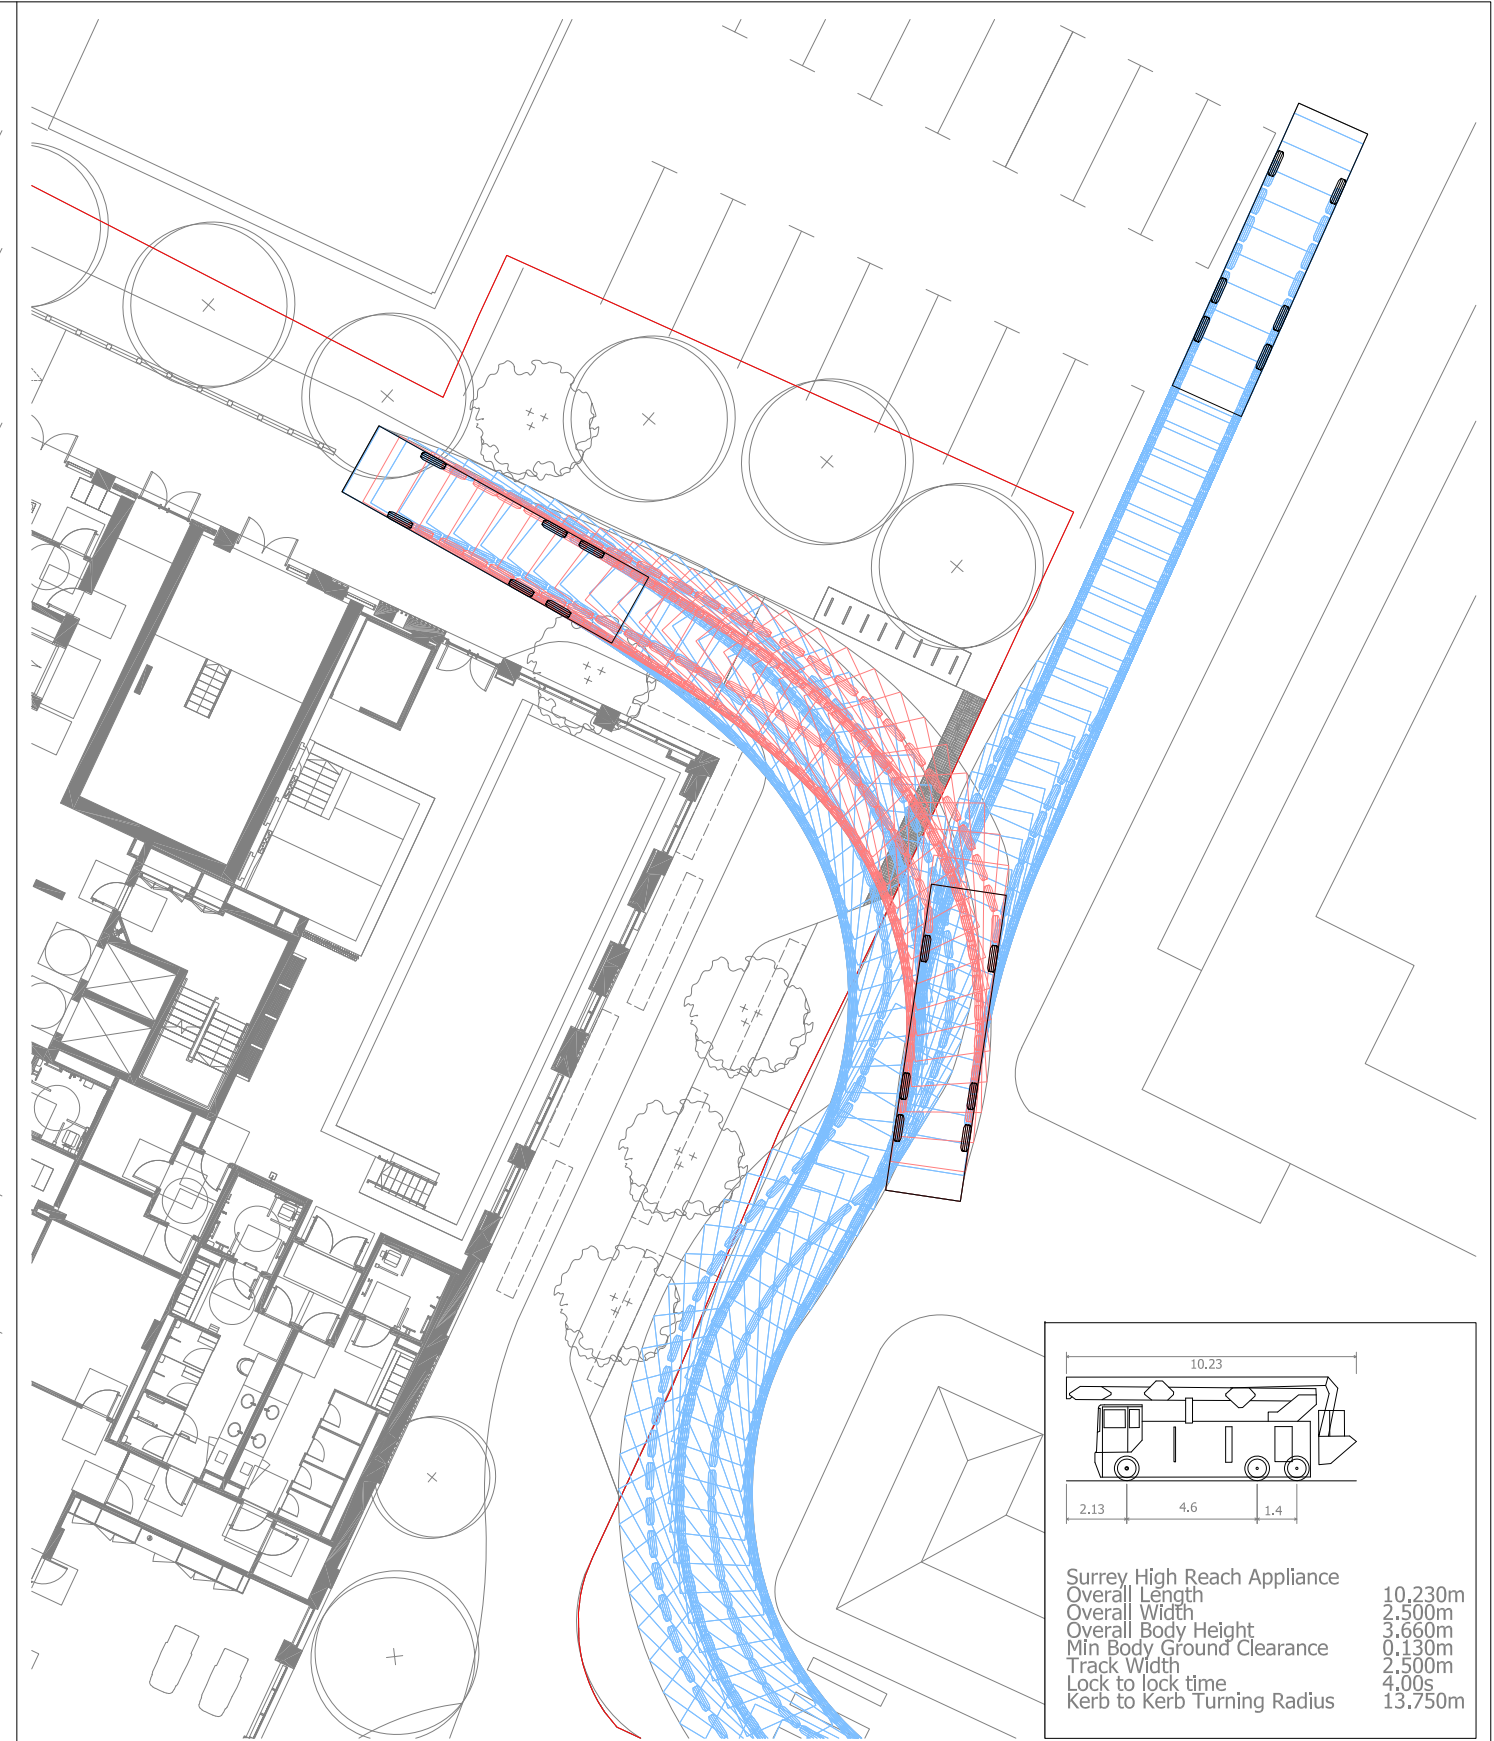 10.23
2.13
4.6
1.4
Surrey High Reach Appliance
Overall Length 10.230m
Overall Width 2.500m
Overall Body Height 3.660m
Min Body Ground Clearance 0.130m
Track Width 2.500m
Lock to lock time 4.00s
Kerb to Kerb Turning Radius 13.750m